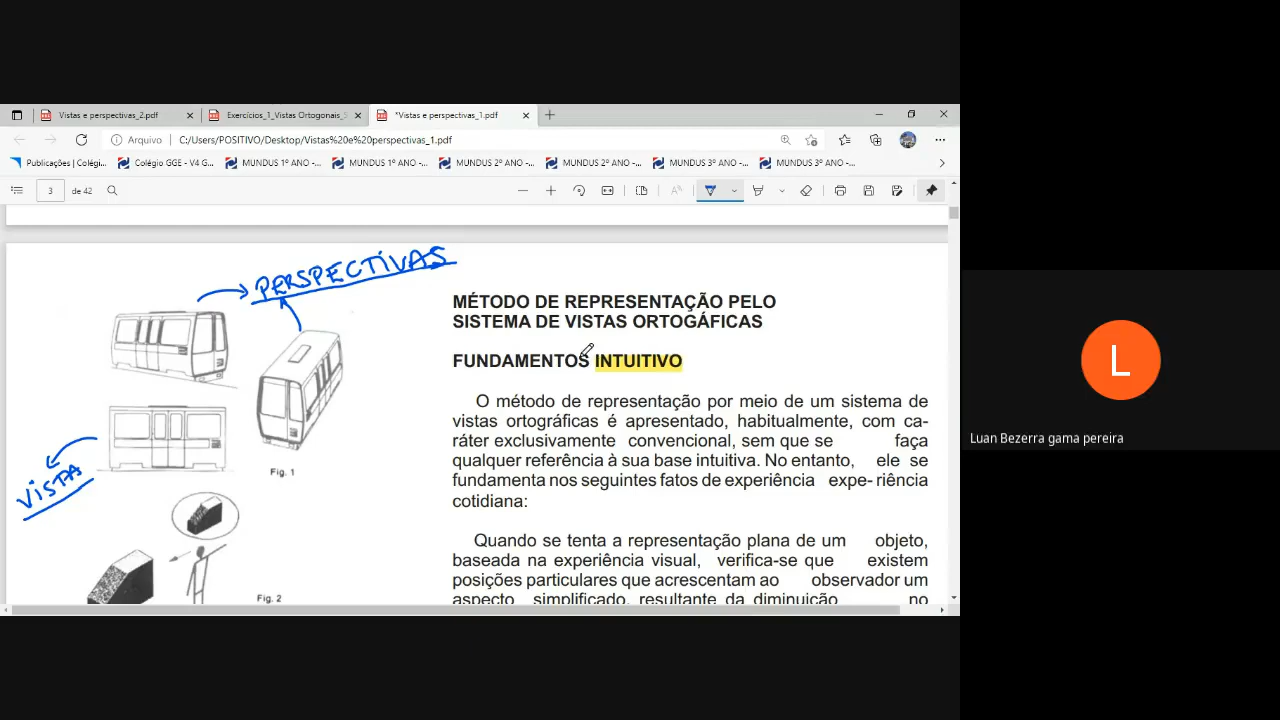 Vistas e perspectivas_2.pdf
Exercícios_1_Vistas Ortogonais_
*Vistas e perspectivas_1.pdf
Arquivo
C:/Users/POSITIVO/Desktop/Vistas%20e%20perspectivas_1.pdf
Publicações | Colégi...
Colégio GGE - V4 G...
MUNDUS 1º ANO -...
MUNDUS 1º ANO -...
MUNDUS 2º ANO -...
MUNDUS 2º ANO -...
MUNDUS 3º ANO -...
MUNDUS 3º ANO -...
3
de 42
PERSPECTIVAS
VISTA
Fig. 1
Fig. 2
MÉTODO DE REPRESENTAÇÃO PELO
SISTEMA DE VISTAS ORTOGÁFICAS
FUNDAMENTOS INTUITIVO
O método de representação por meio de um sistema de
vistas ortográficas é apresentado, habitualmente, com ca-
ráter exclusivamente convencional, sem que se faça
qualquer referência à sua base intuitiva. No entanto, ele se
fundamenta nos seguintes fatos de experiência expe- riência
cotidiana:
Quando se tenta a representação plana de um objeto,
baseada na experiência visual, verifica-se que existem
posições particulares que acrescentam ao observador um
aspecto simplificado, resultante da diminuição no
L
Luan Bezerra gama pereira